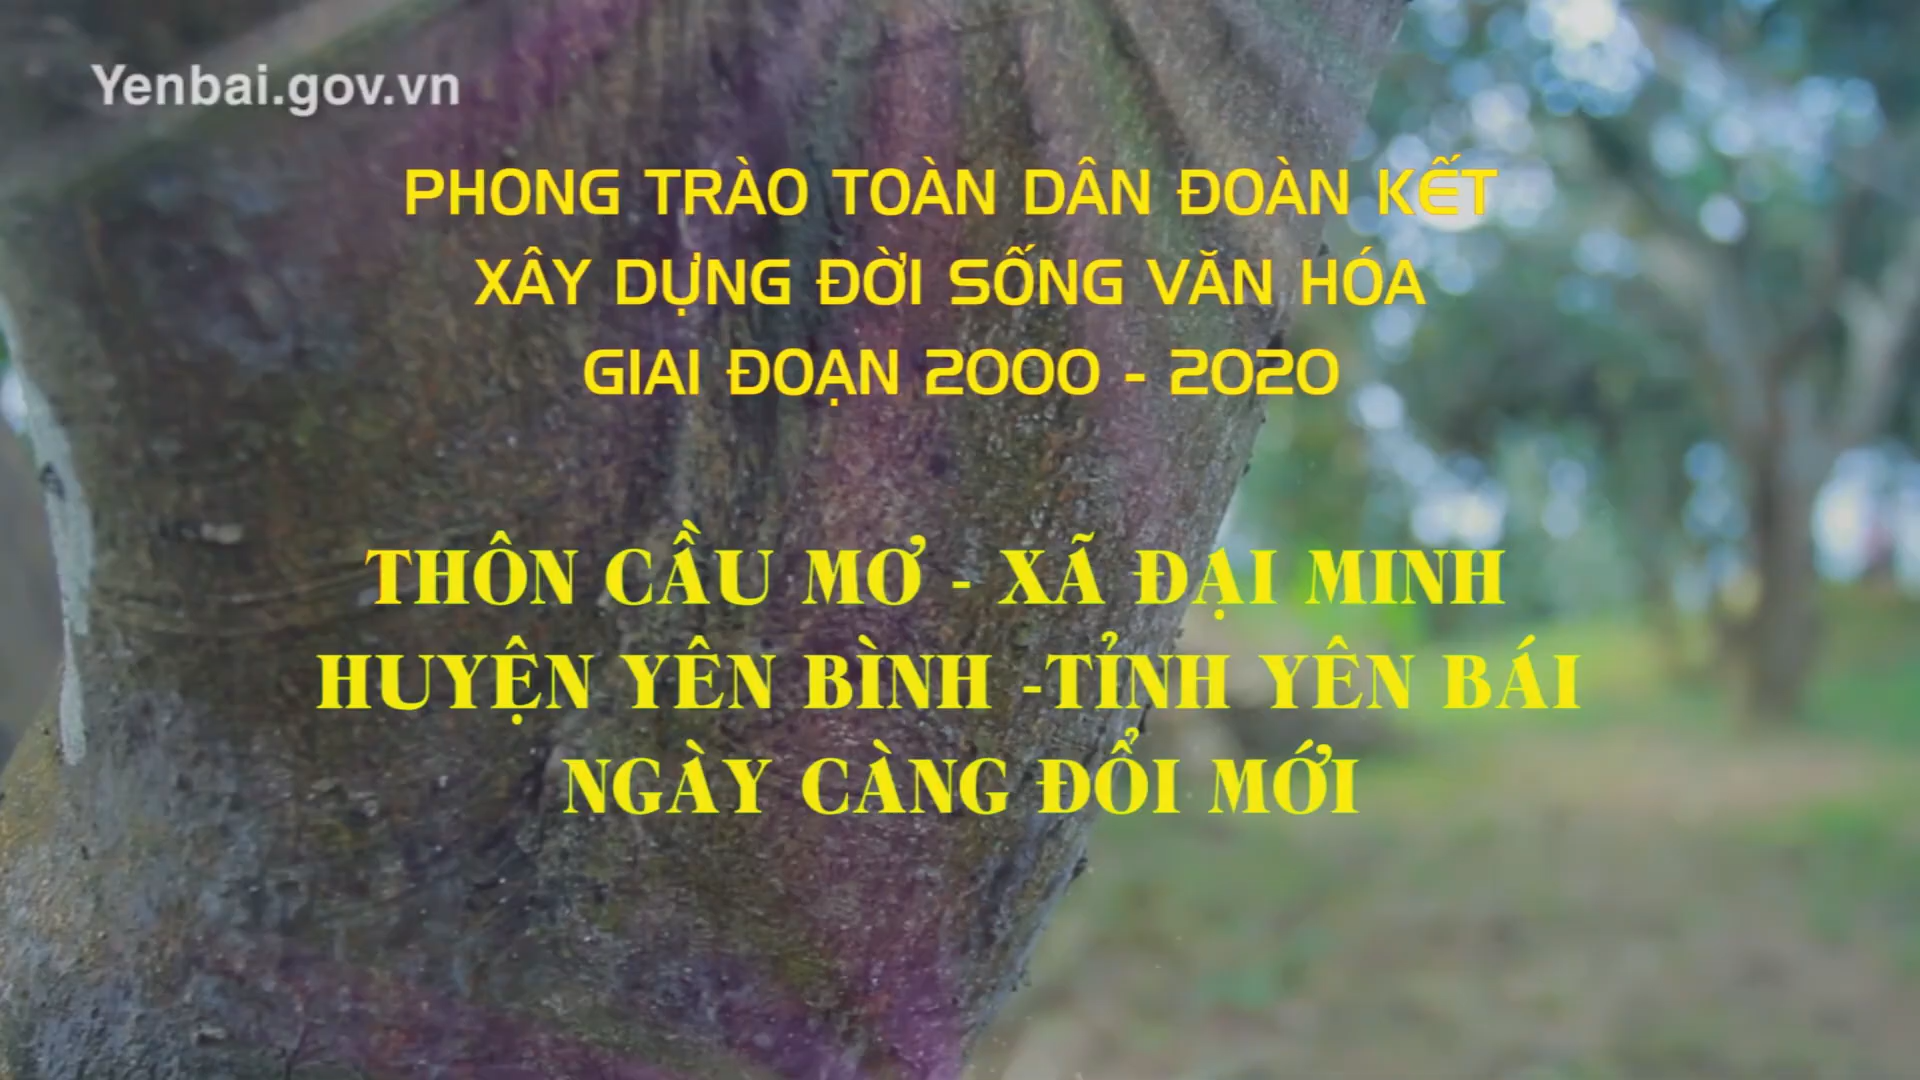 Yenbai.gov.vn
PHONG TRÀO TOÀN DÂN ĐOÀN KẾT
XÂY DỰNG ĐỜI SỐNG VĂN HÓA
GIAI ĐOẠN 2000 - 2020
THÔN CẦU MƠ - XÃ ĐẠI MINH
HUYỆN YÊN BÌNH -TỈNH YÊN BÁI
NGÀY CÀNG ĐỔI MỚI